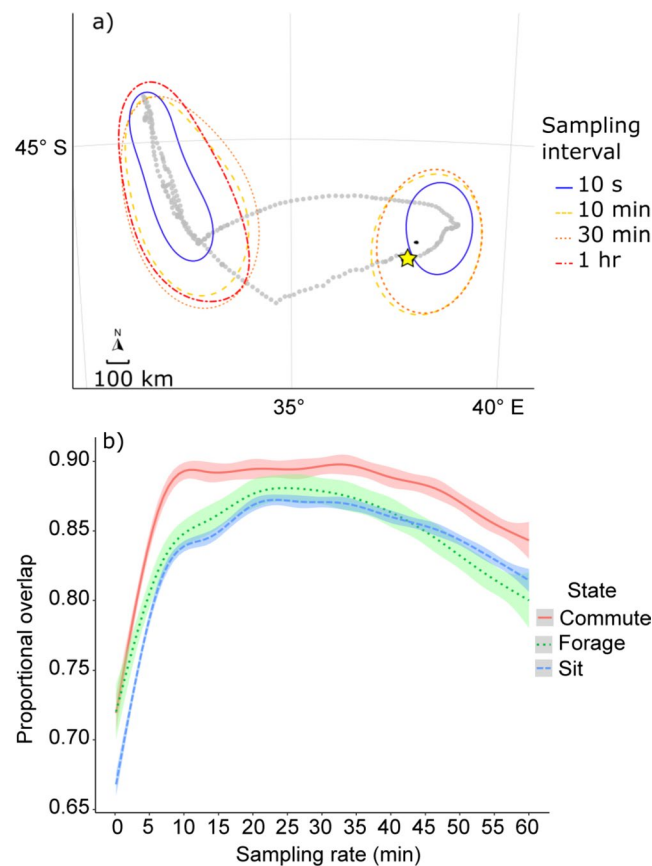 a)
45° S
N
100 km
35°
40° E
Sampling
interval
10 s
10 min
30 min
1 hr
b)
0.90
0.85
0.80
0.75
0.70
0.65
Proportional overlap
0
5
10
15
20
25
30
35
40
45
50
55
60
Sampling rate (min)
State
Commute
Forage
Sit